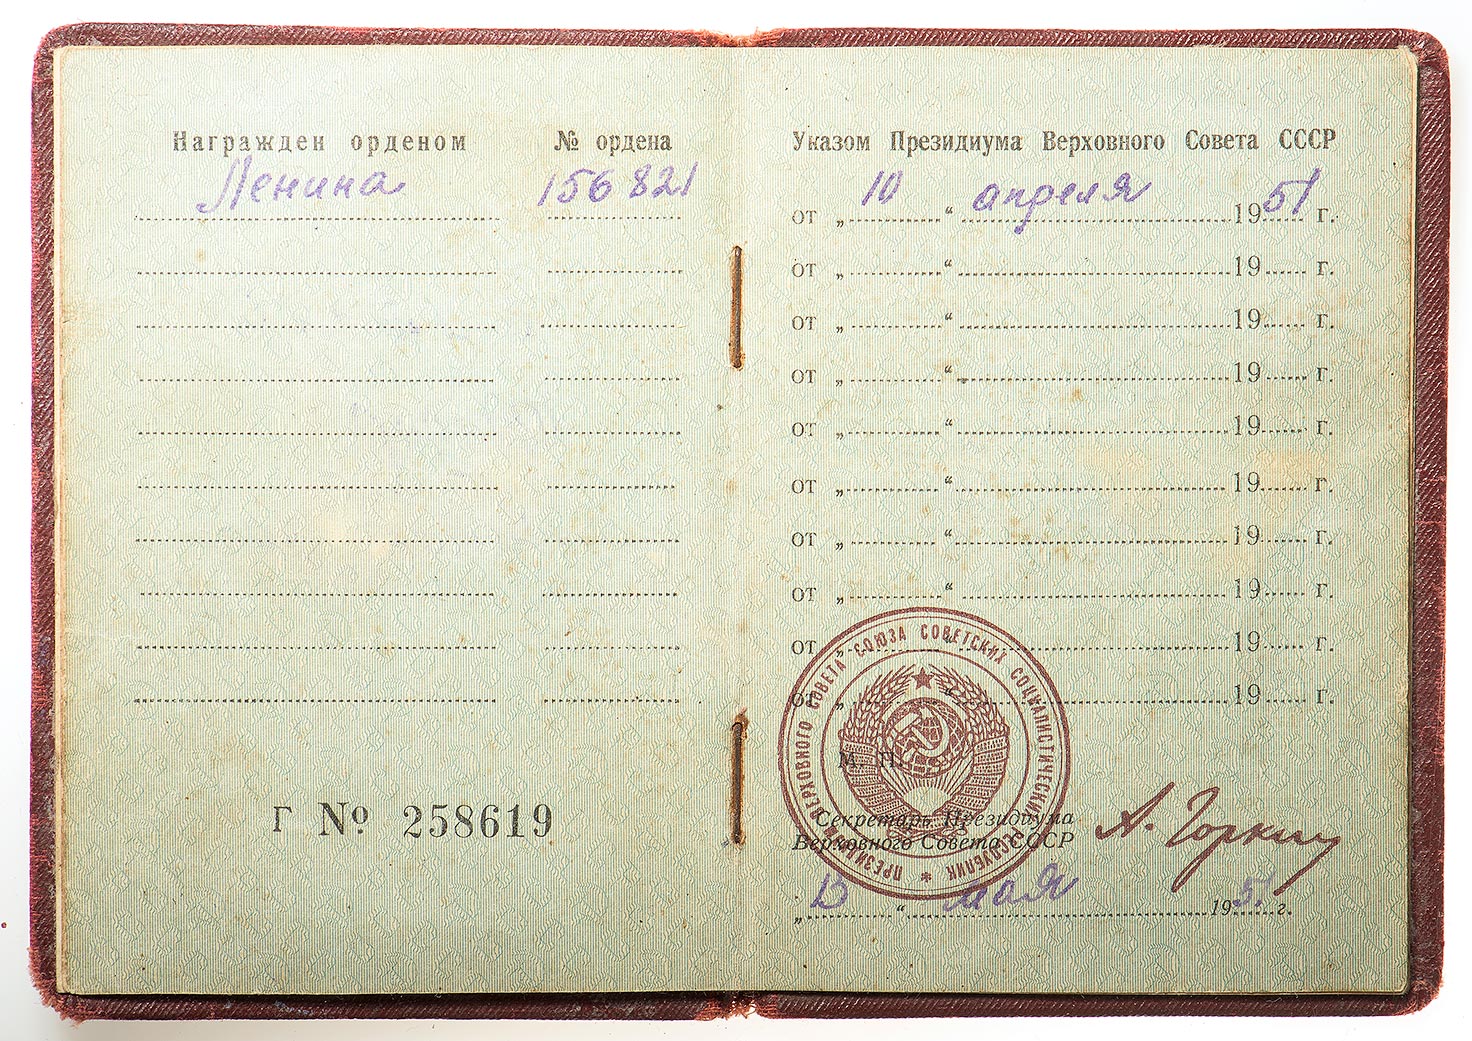 Награжден орденом № ордена
Ленина 156821
Г № 258619
Указом Президиума Верховного Совета СССР
от „ 10 “ апреля 1951 г.
от „ “ 19 г.
от „ “ 19 г.
от „ “ 19 г.
от „ “ 19 г.
от „ “ 19 г.
от „ “ 19 г.
от „ “ 19 г.
от „ “ 19 г.
от „ “ 19 г.
М. П.
ПРЕЗИДИУМ ВЕРХОВНОГО СОВЕТА СОЮЗА СОВЕТСКИХ СОЦИАЛИСТИЧЕСКИХ РЕСПУБЛИК *
Секретарь Президиума
Верховного Совета СССР
А. Горкин
„ “ мая 195 г.